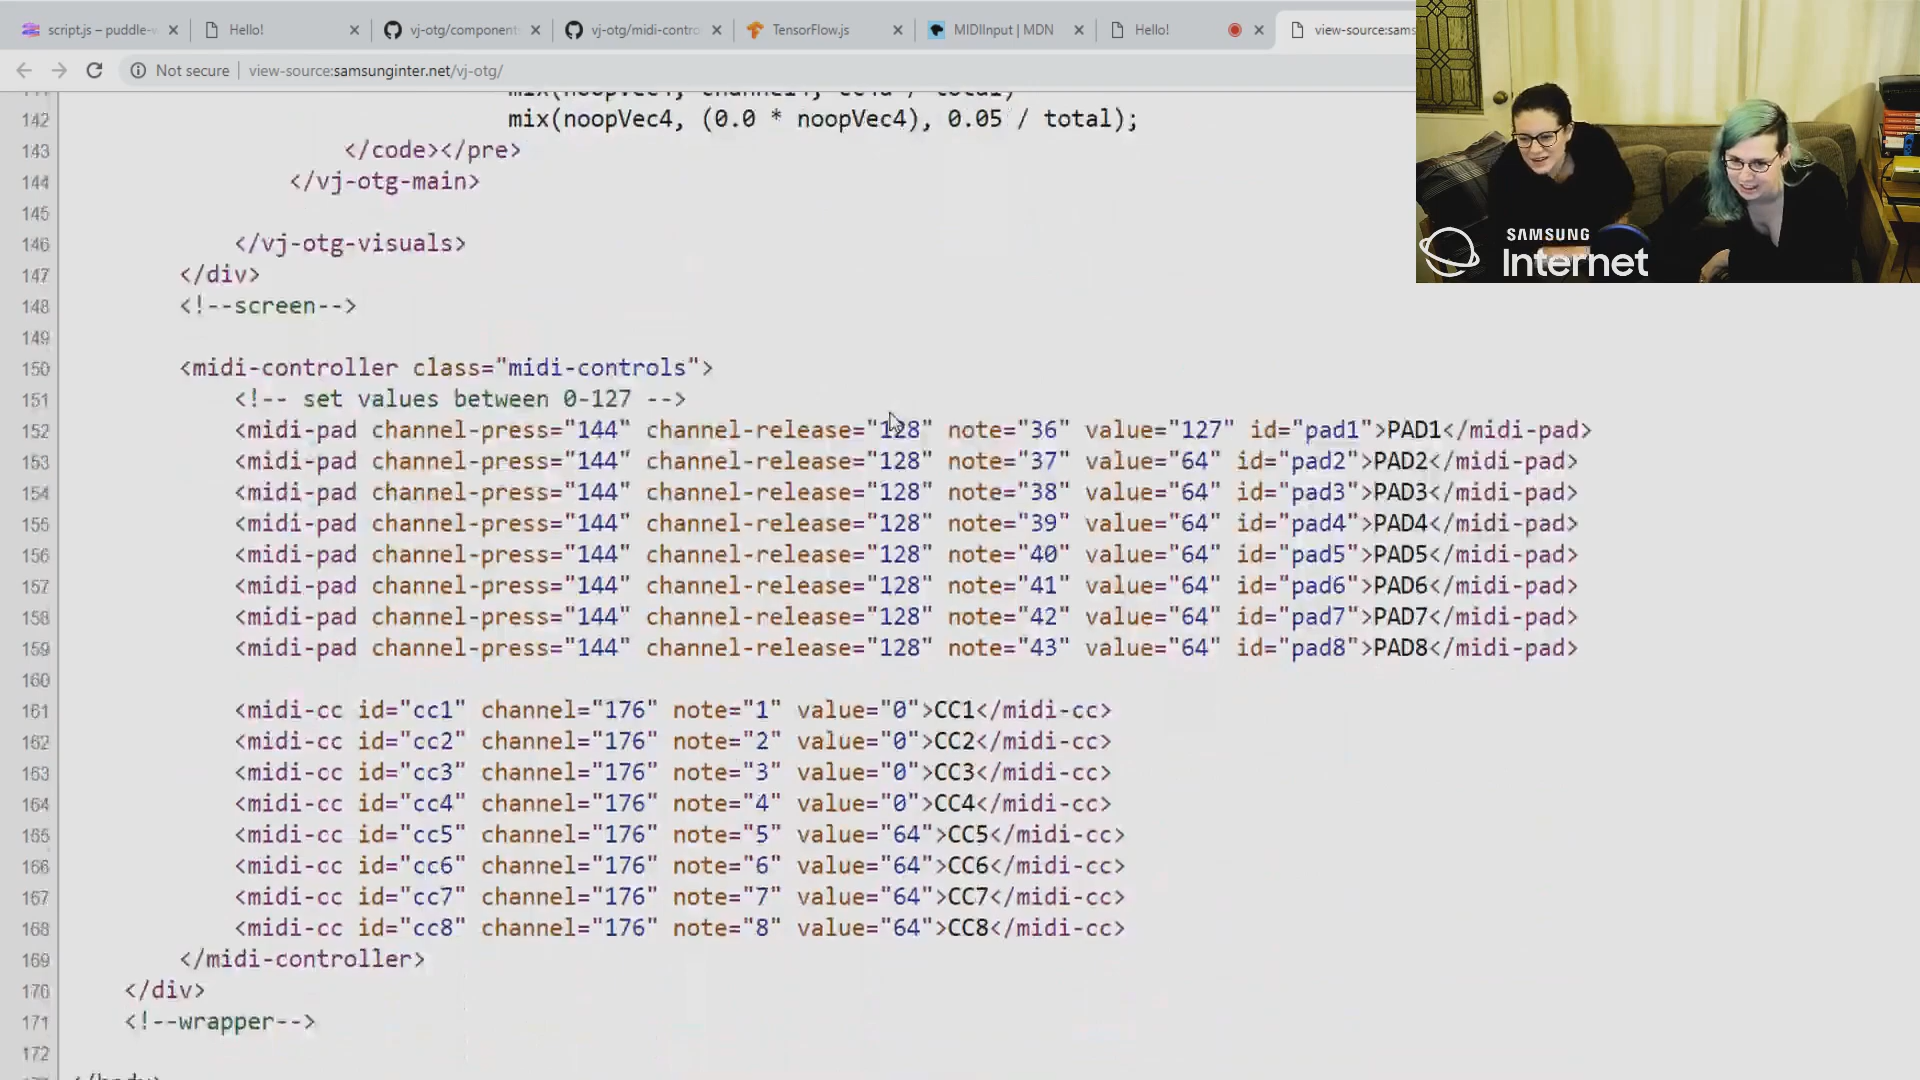 script.js – puddle-w
Hello!
vj-otg/component
vj-otg/midi-contro
TensorFlow.js
MIDIInput | MDN
Hello!
view-source:sams
Not secure | view-source:samsunginter.net/vj-otg/
142 mix(noopVec4, (0.0 * noopVec4), 0.05 / total);
143 </code></pre>
144 </vj-otg-main>
145
146 </vj-otg-visuals>
147 </div>
148 <!--screen-->
149
150 <midi-controller class="midi-controls">
151 <!-- set values between 0-127 -->
152 <midi-pad channel-press="144" channel-release="128" note="36" value="127" id="pad1">PAD1</midi-pad>
153 <midi-pad channel-press="144" channel-release="128" note="37" value="64" id="pad2">PAD2</midi-pad>
154 <midi-pad channel-press="144" channel-release="128" note="38" value="64" id="pad3">PAD3</midi-pad>
155 <midi-pad channel-press="144" channel-release="128" note="39" value="64" id="pad4">PAD4</midi-pad>
156 <midi-pad channel-press="144" channel-release="128" note="40" value="64" id="pad5">PAD5</midi-pad>
157 <midi-pad channel-press="144" channel-release="128" note="41" value="64" id="pad6">PAD6</midi-pad>
158 <midi-pad channel-press="144" channel-release="128" note="42" value="64" id="pad7">PAD7</midi-pad>
159 <midi-pad channel-press="144" channel-release="128" note="43" value="64" id="pad8">PAD8</midi-pad>
160
161 <midi-cc id="cc1" channel="176" note="1" value="0">CC1</midi-cc>
162 <midi-cc id="cc2" channel="176" note="2" value="0">CC2</midi-cc>
163 <midi-cc id="cc3" channel="176" note="3" value="0">CC3</midi-cc>
164 <midi-cc id="cc4" channel="176" note="4" value="0">CC4</midi-cc>
165 <midi-cc id="cc5" channel="176" note="5" value="64">CC5</midi-cc>
166 <midi-cc id="cc6" channel="176" note="6" value="64">CC6</midi-cc>
167 <midi-cc id="cc7" channel="176" note="7" value="64">CC7</midi-cc>
168 <midi-cc id="cc8" channel="176" note="8" value="64">CC8</midi-cc>
169 </midi-controller>
170 </div>
171 <!--wrapper-->
172
SAMSUNG
Internet